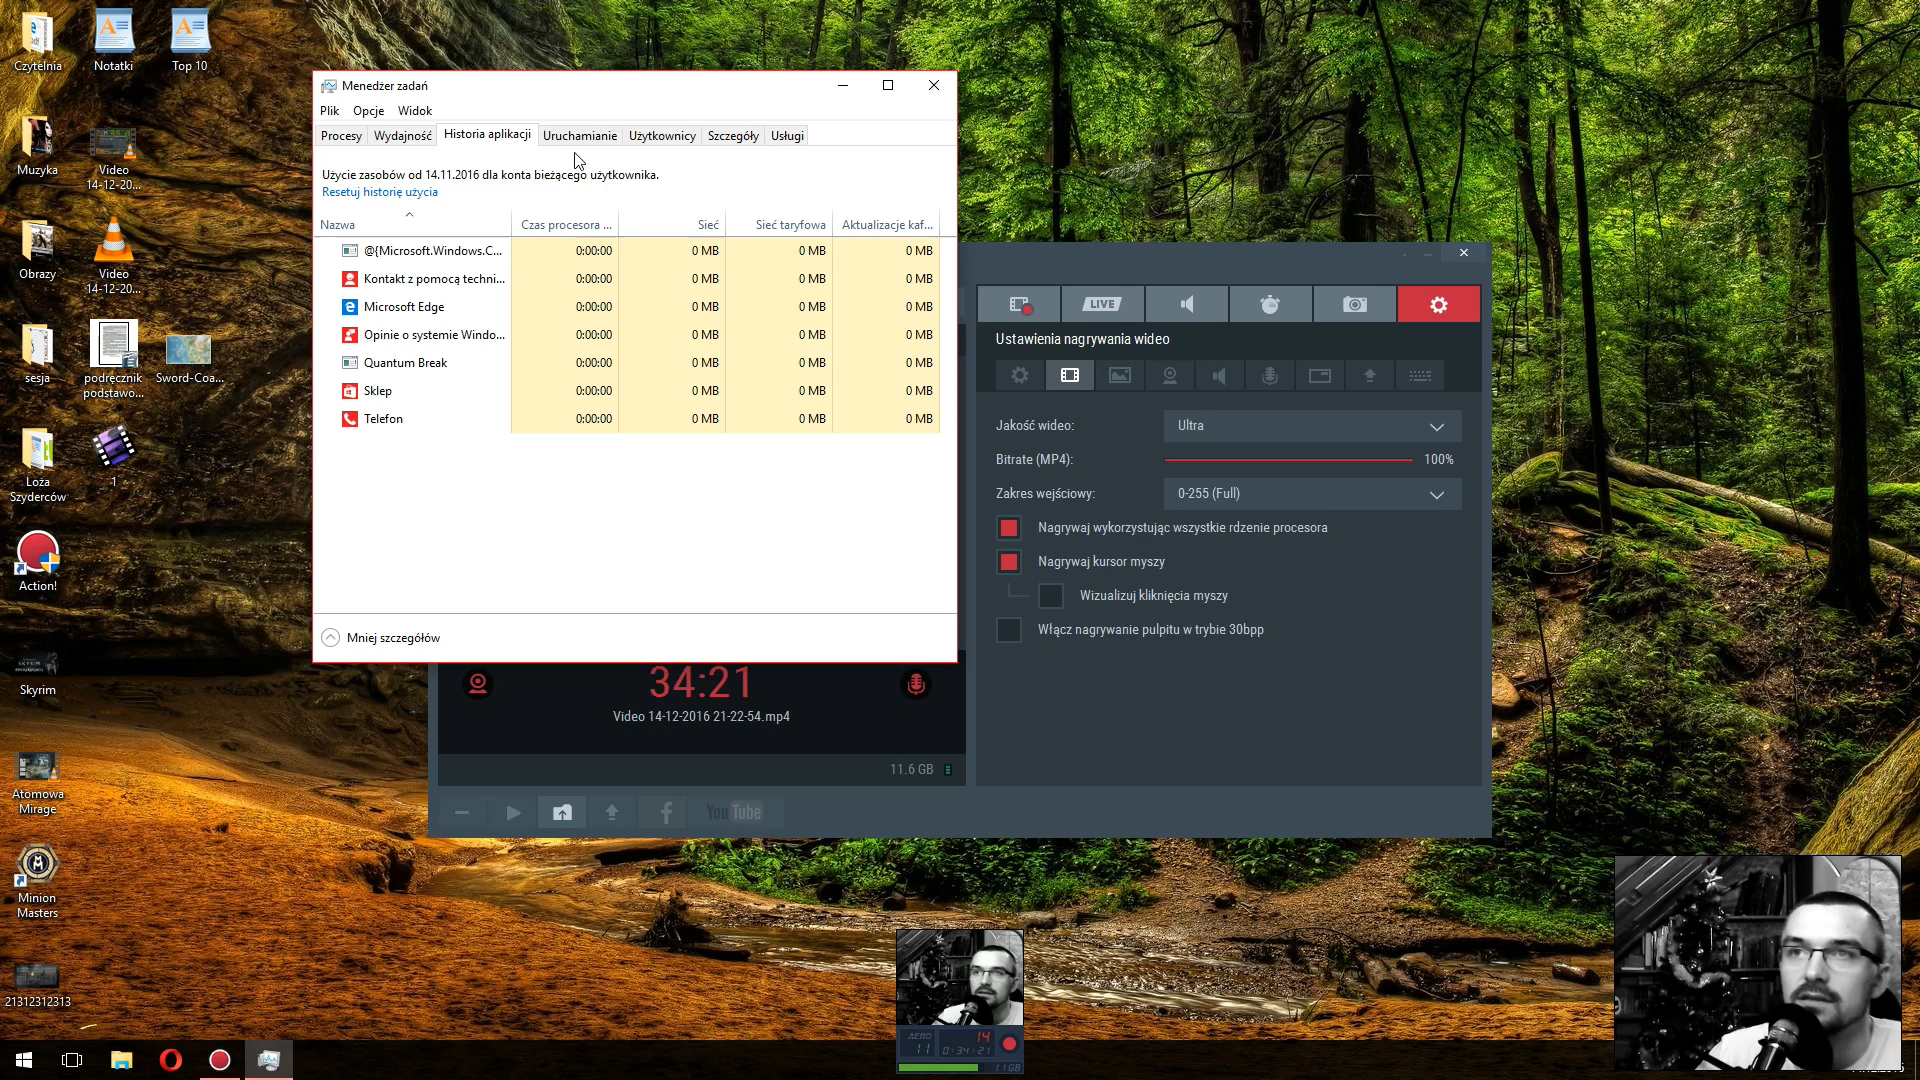 Czytelnia
Notatki
Top 10
Muzyka
Video
14-12-20...
Obrazy
Video
14-12-20...
sesja
podręcznik
podstawo...
Sword-Coa...
Loża
Szyderców
1
Action!
SKYRIM
Skyrim
Atomowa
Mirage
Minion
Masters
21312312313
Menedżer zadań
Plik Opcje Widok
Procesy Wydajność Historia aplikacji Uruchamianie Użytkownicy Szczegóły Usługi
Użycie zasobów od 14.11.2016 dla konta bieżącego użytkownika.
Resetuj historię użycia
Nazwa Czas procesora ... Sieć Sieć taryfowa Aktualizacje kaf...
@{Microsoft.Windows.C... 0:00:00 0 MB 0 MB 0 MB
Kontakt z pomocą techni... 0:00:00 0 MB 0 MB 0 MB
Microsoft Edge 0:00:00 0 MB 0 MB 0 MB
Opinie o systemie Windo... 0:00:00 0 MB 0 MB 0 MB
Quantum Break 0:00:00 0 MB 0 MB 0 MB
Sklep 0:00:00 0 MB 0 MB 0 MB
Telefon 0:00:00 0 MB 0 MB 0 MB
Mniej szczegółów
34:21
Video 14-12-2016 21-22-54.mp4
11.6 GB
YouTube
LIVE
Ustawienia nagrywania wideo
Jakość wideo: Ultra
Bitrate (MP4): 100%
Zakres wejściowy: 0-255 (Full)
Nagrywaj wykorzystując wszystkie rdzenie procesora
Nagrywaj kursor myszy
Wizualizuj kliknięcia myszy
Włącz nagrywanie pulpitu w trybie 30bpp
AERO 14
11 0:34:21
11GB